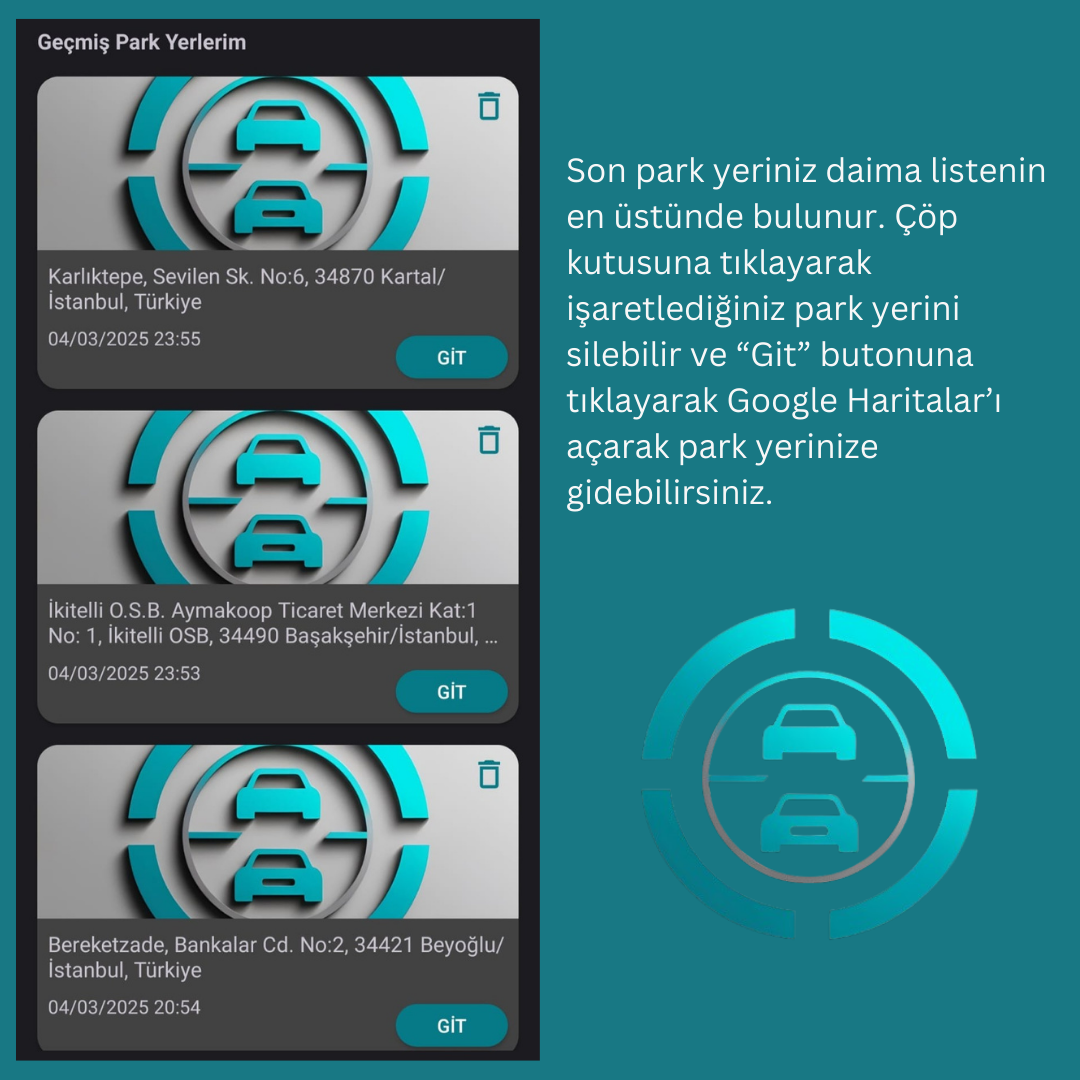 Geçmiş Park Yerlerim
Karlıktepe, Sevilen Sk. No:6, 34870 Kartal/
İstanbul, Türkiye
04/03/2025 23:55
GİT
İkitelli O.S.B. Aymakoop Ticaret Merkezi Kat:1
No: 1, İkitelli OSB, 34490 Başakşehir/İstanbul, ...
04/03/2025 23:53
GİT
Bereketzade, Bankalar Cd. No:2, 34421 Beyoğlu/
İstanbul, Türkiye
04/03/2025 20:54
GİT
Son park yeriniz daima listenin
en üstünde bulunur. Çöp
kutusuna tıklayarak
işaretlediğiniz park yerini
silebilir ve “Git” butonuna
tıklayarak Google Haritalar’ı
açarak park yerinize
gidebilirsiniz.